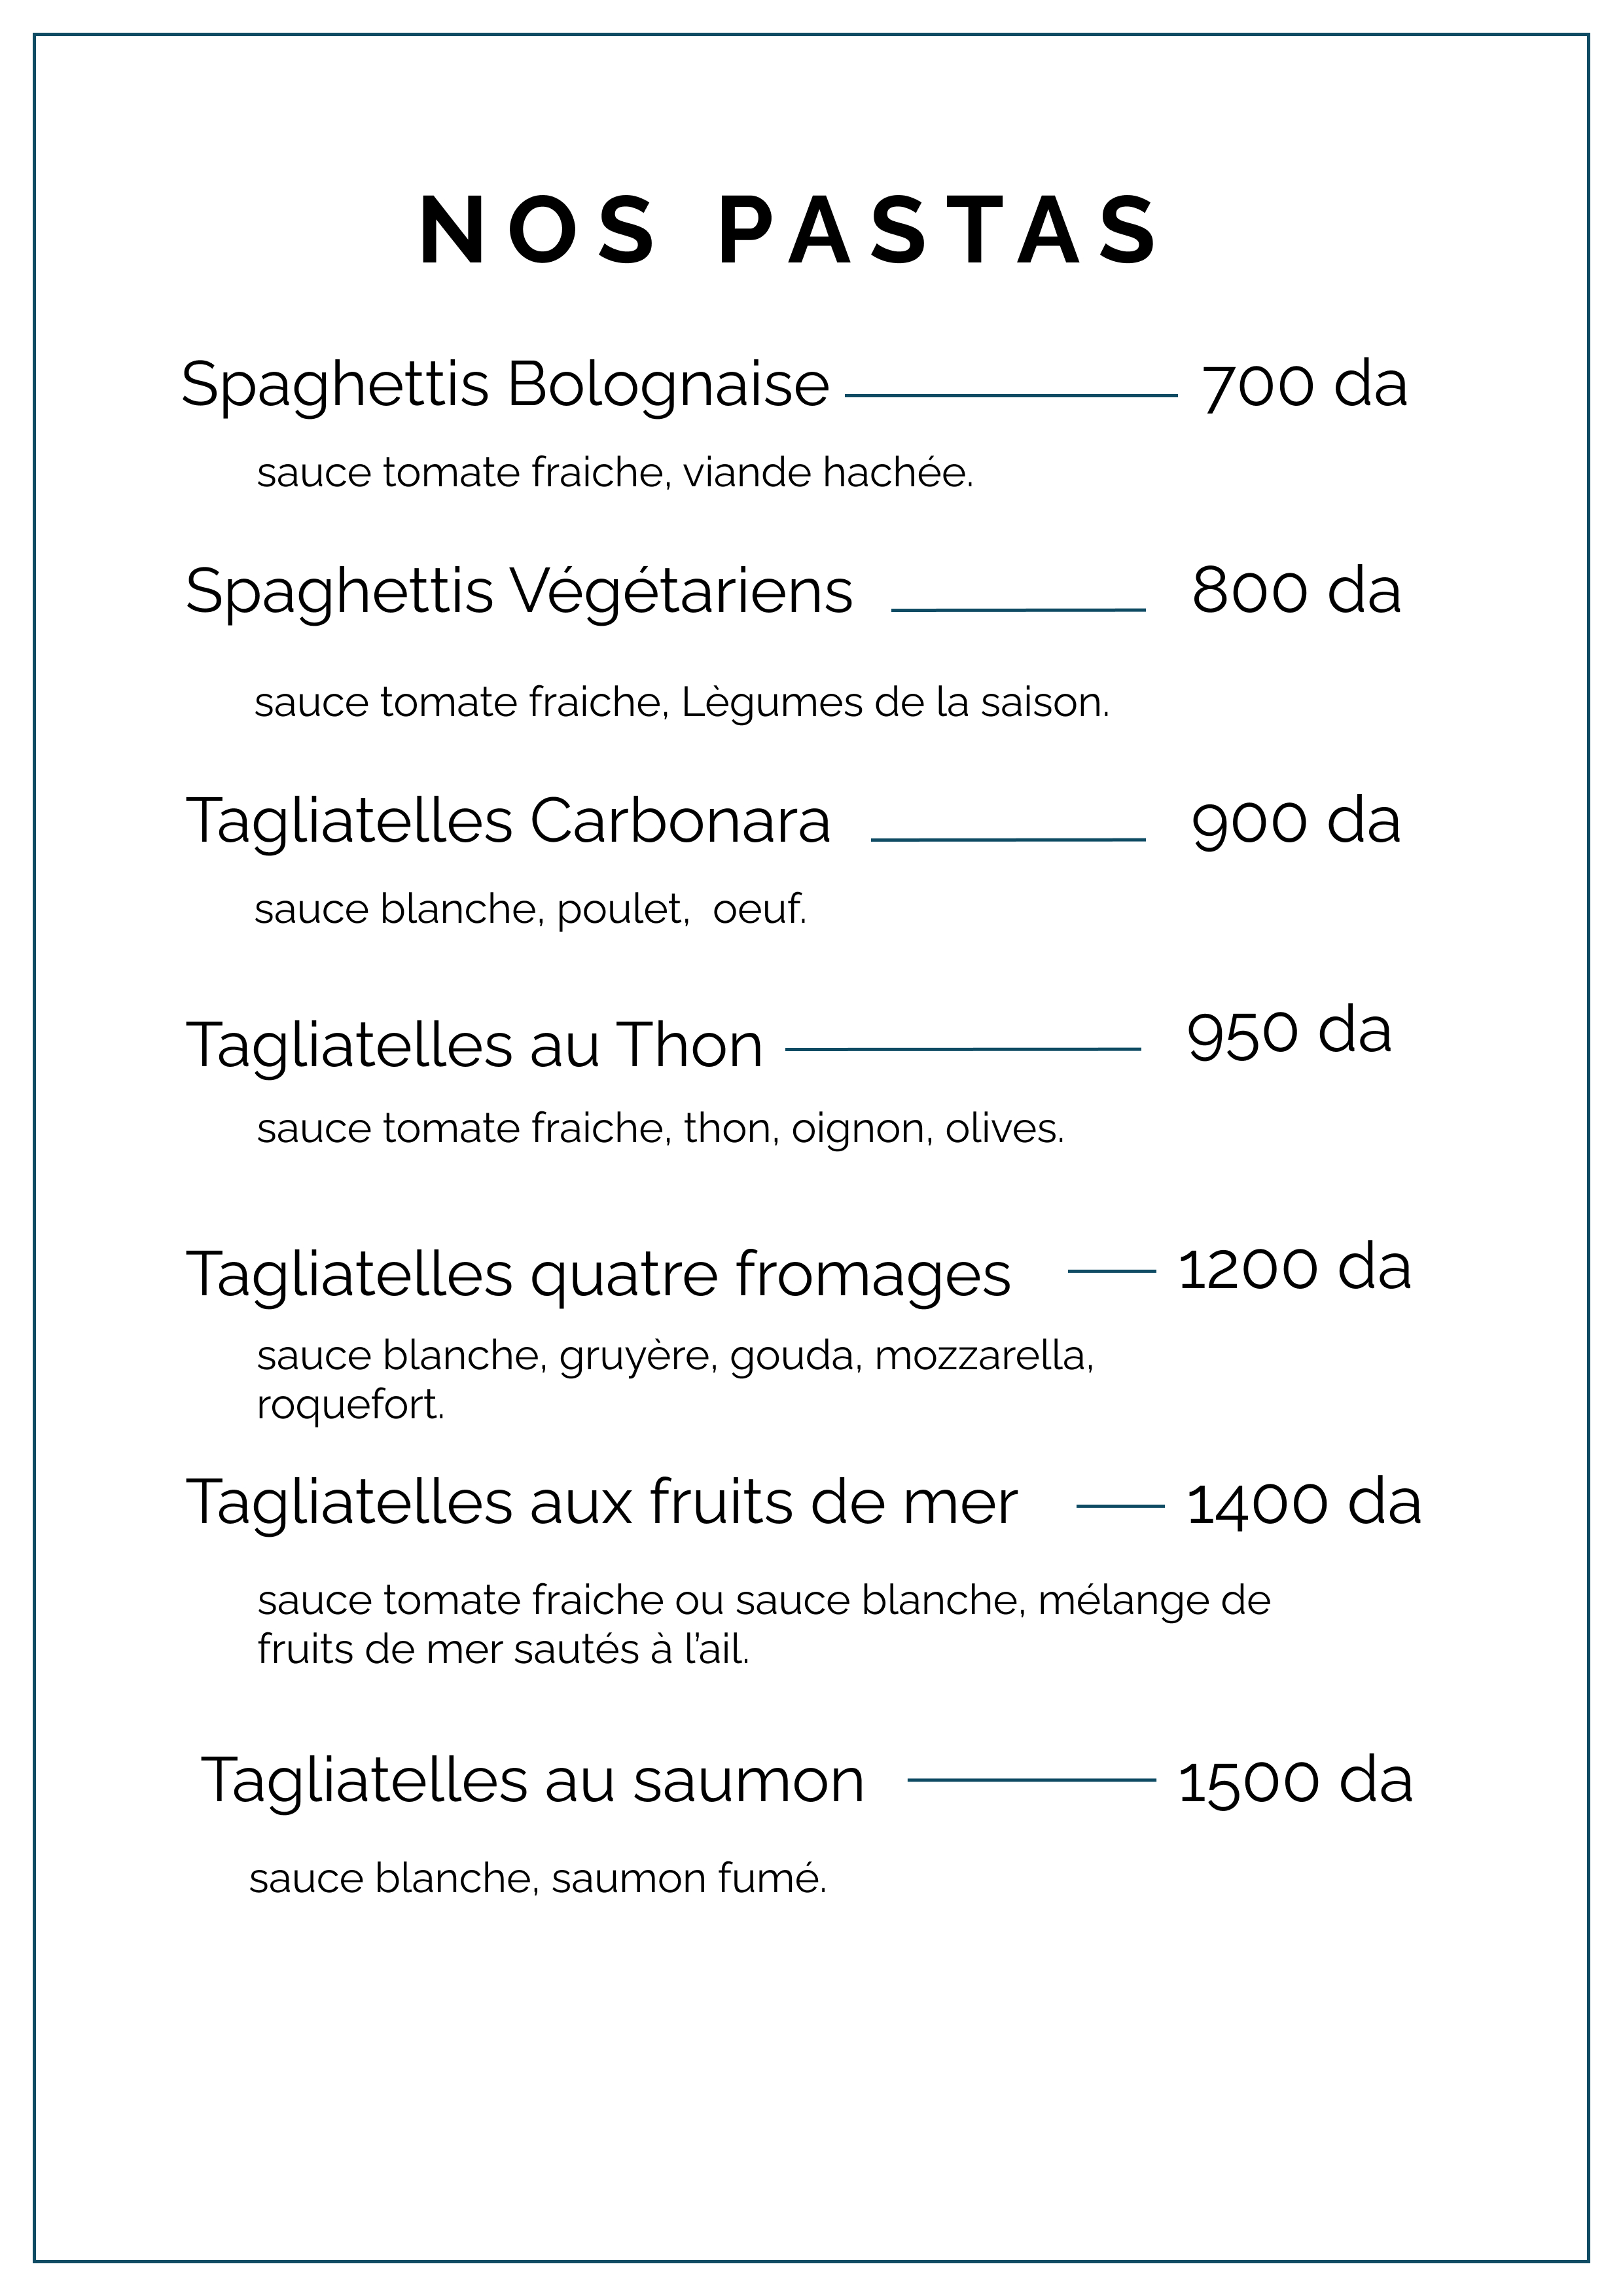 NOS PASTAS
Spaghettis Bolognaise 700 da
sauce tomate fraiche, viande hachée.
Spaghettis Végétariens 800 da
sauce tomate fraiche, Lègumes de la saison.
Tagliatelles Carbonara 900 da
sauce blanche, poulet,  oeuf.
Tagliatelles au Thon 950 da
sauce tomate fraiche, thon, oignon, olives.
Tagliatelles quatre fromages 1200 da
sauce blanche, gruyère, gouda, mozzarella,
roquefort.
Tagliatelles aux fruits de mer 1400 da
sauce tomate fraiche ou sauce blanche, mélange de
fruits de mer sautés à l’ail.
Tagliatelles au saumon 1500 da
sauce blanche, saumon fumé.